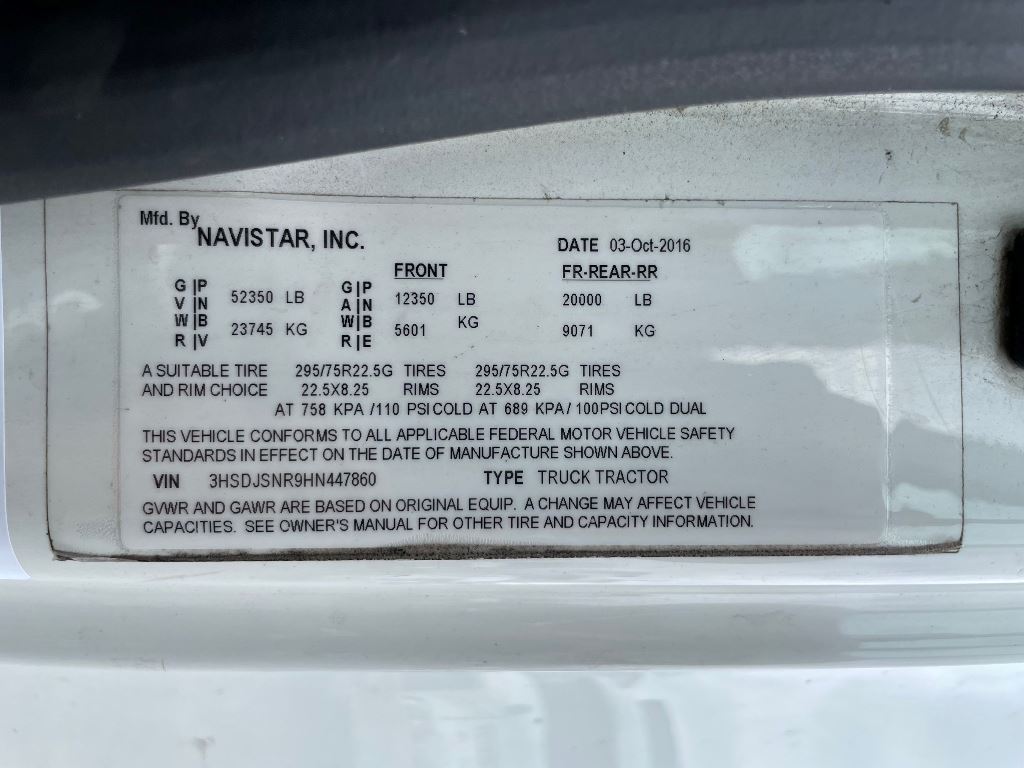 Mfd. By
NAVISTAR, INC.
DATE 03-Oct-2016
FRONT FR-REAR-RR
G|P G|P
V|N 52350 LB A|N 12350 LB 20000 LB
W|B 23745 KG W|B 5601 KG 9071 KG
R|V R|E
A SUITABLE TIRE 295/75R22.5G TIRES 295/75R22.5G TIRES
AND RIM CHOICE 22.5X8.25 RIMS 22.5X8.25 RIMS
AT 758 KPA /110 PSI COLD AT 689 KPA/ 100PSI COLD DUAL
THIS VEHICLE CONFORMS TO ALL APPLICABLE FEDERAL MOTOR VEHICLE SAFETY
STANDARDS IN EFFECT ON THE DATE OF MANUFACTURE SHOWN ABOVE.
VIN 3HSDJSNR9HN447860 TYPE TRUCK TRACTOR
GVWR AND GAWR ARE BASED ON ORIGINAL EQUIP. A CHANGE MAY AFFECT VEHICLE
CAPACITIES. SEE OWNER'S MANUAL FOR OTHER TIRE AND CAPACITY INFORMATION.